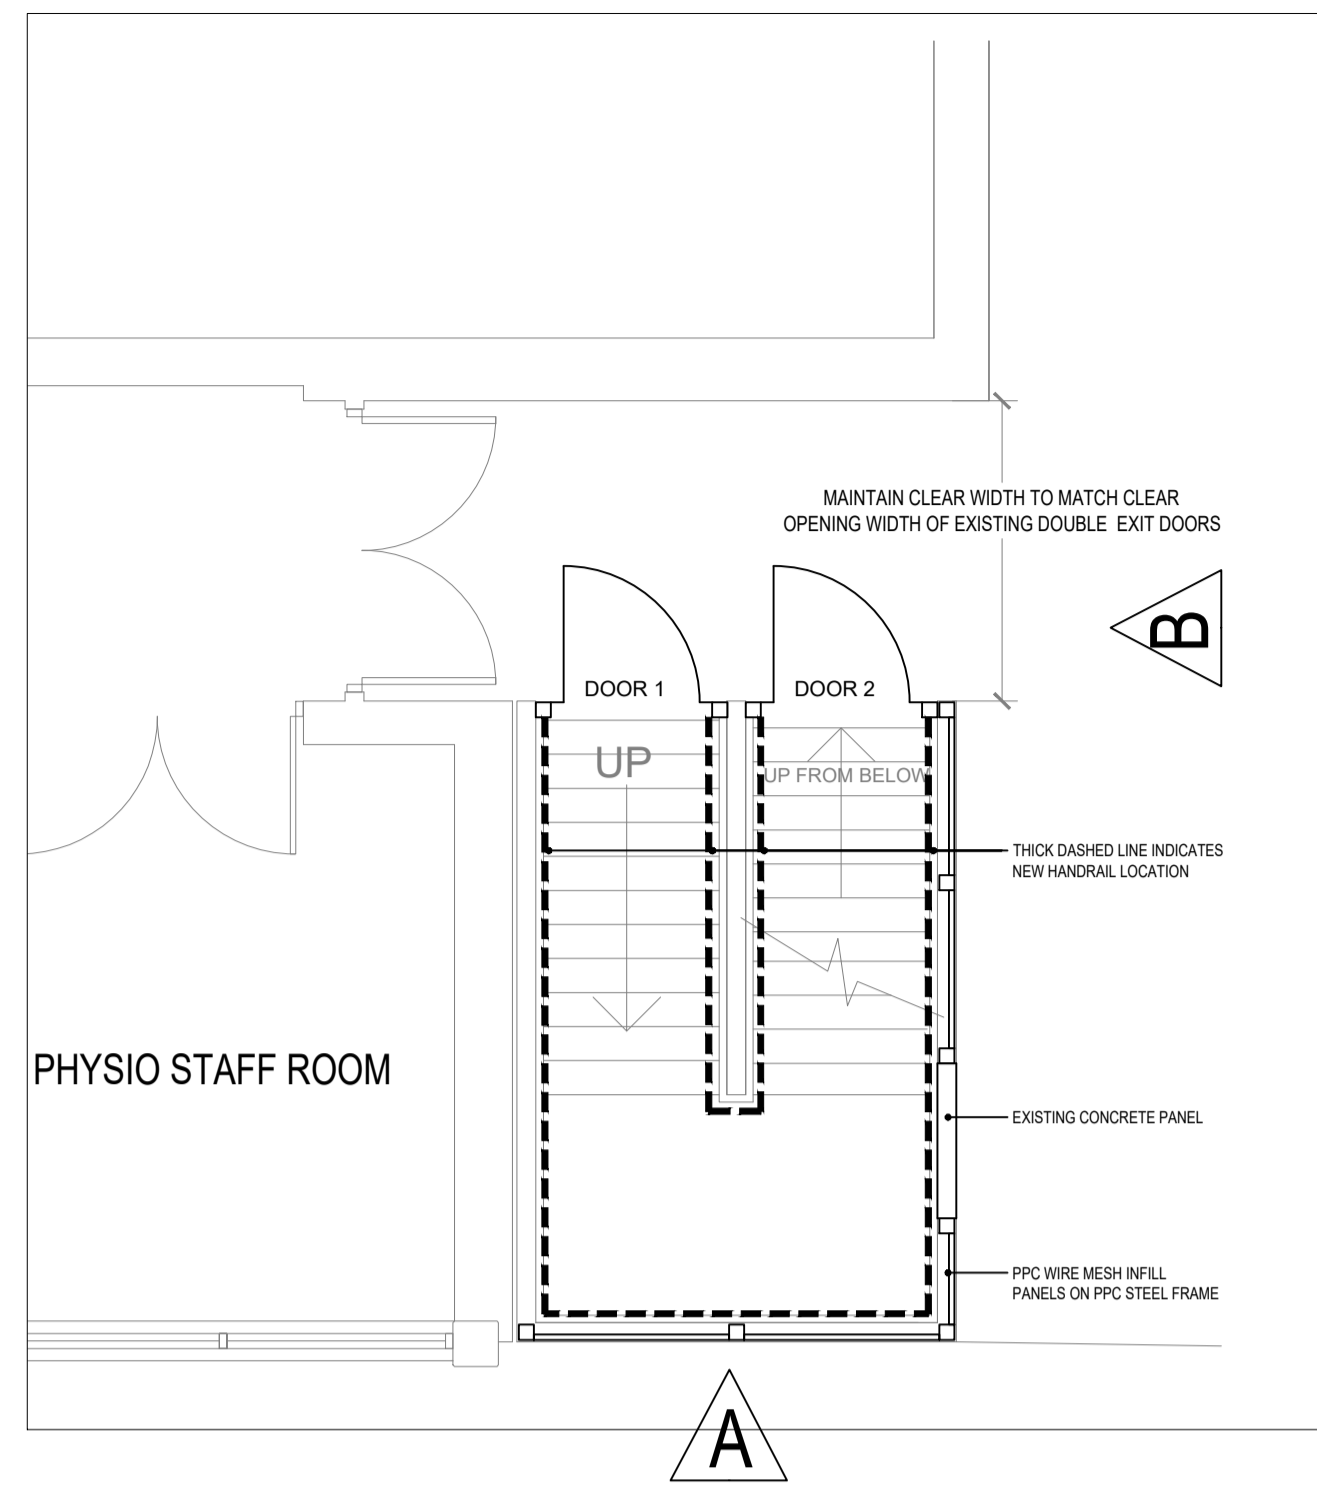 MAINTAIN CLEAR WIDTH TO MATCH CLEAR
OPENING WIDTH OF EXISTING DOUBLE EXIT DOORS
B
DOOR 1
DOOR 2
UP
UP FROM BELOW
THICK DASHED LINE INDICATES
NEW HANDRAIL LOCATION
PHYSIO STAFF ROOM
EXISTING CONCRETE PANEL
PPC WIRE MESH INFILL
PANELS ON PPC STEEL FRAME
A